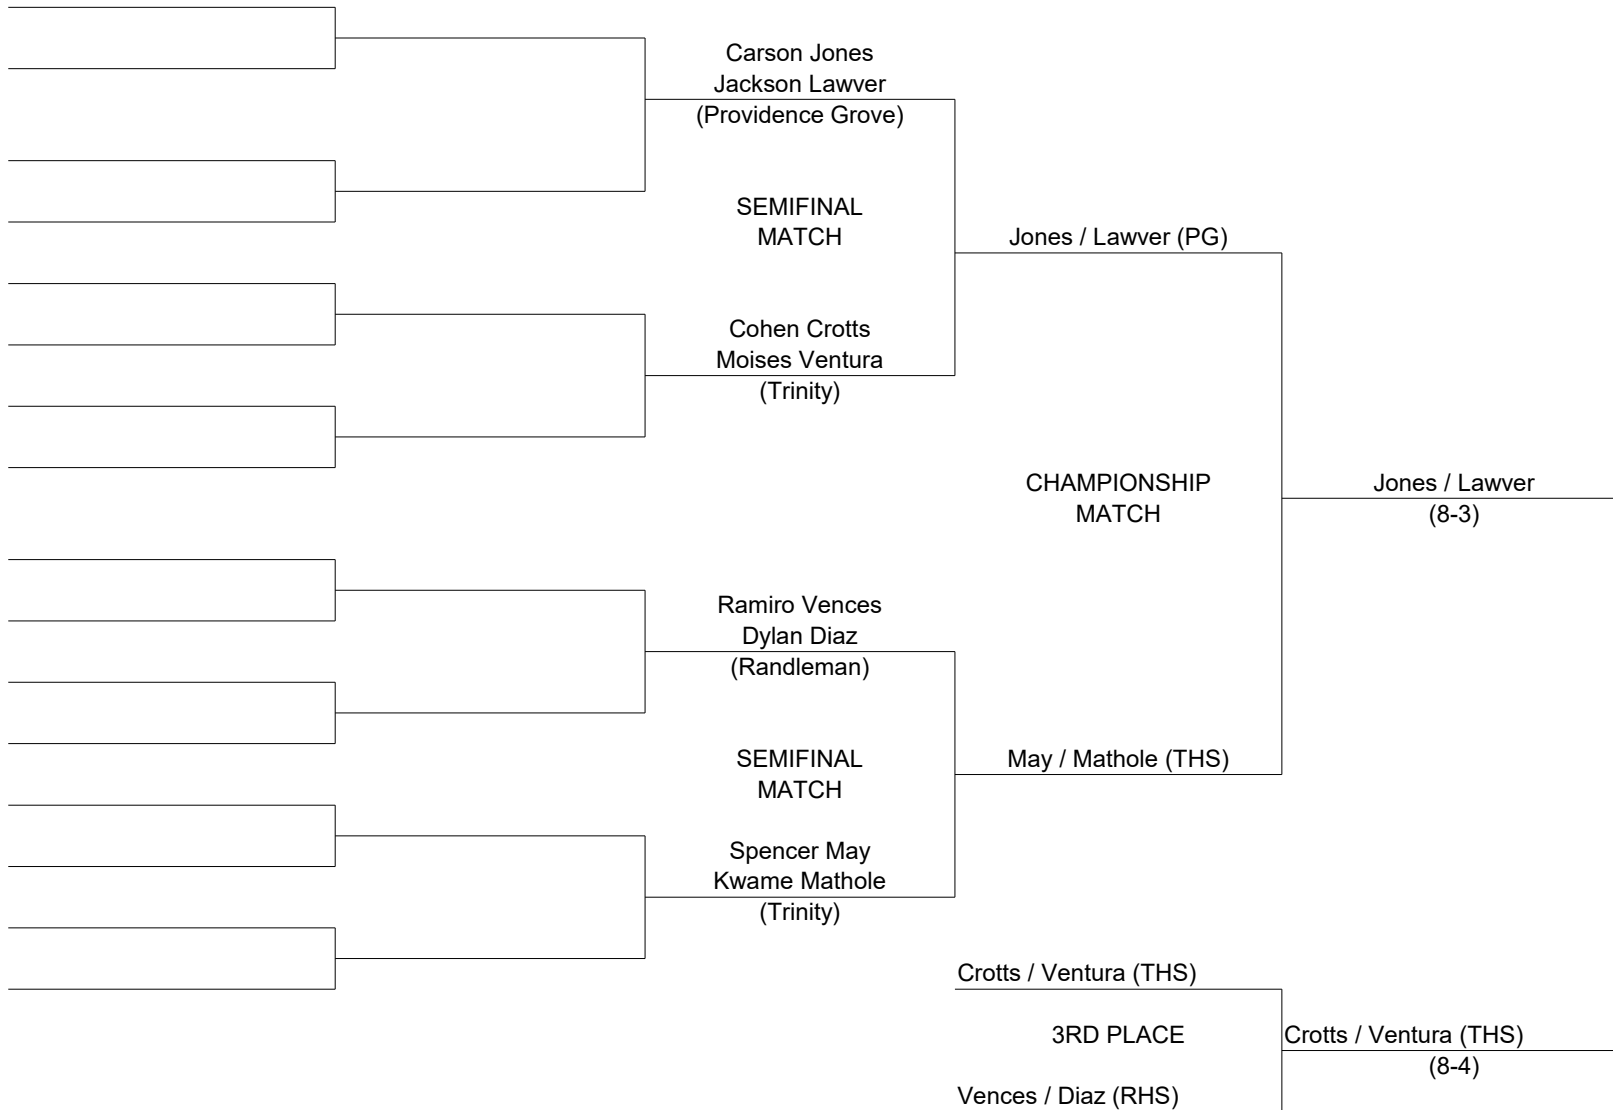 Carson Jones
Jackson Lawver
(Providence Grove)
SEMIFINAL
MATCH
Jones / Lawver (PG)
Cohen Crotts
Moises Ventura
(Trinity)
CHAMPIONSHIP
MATCH
Jones / Lawver
(8-3)
Ramiro Vences
Dylan Diaz
(Randleman)
SEMIFINAL
MATCH
May / Mathole (THS)
Spencer May
Kwame Mathole
(Trinity)
Crotts / Ventura (THS)
3RD PLACE
Crotts / Ventura (THS)
(8-4)
Vences / Diaz (RHS)